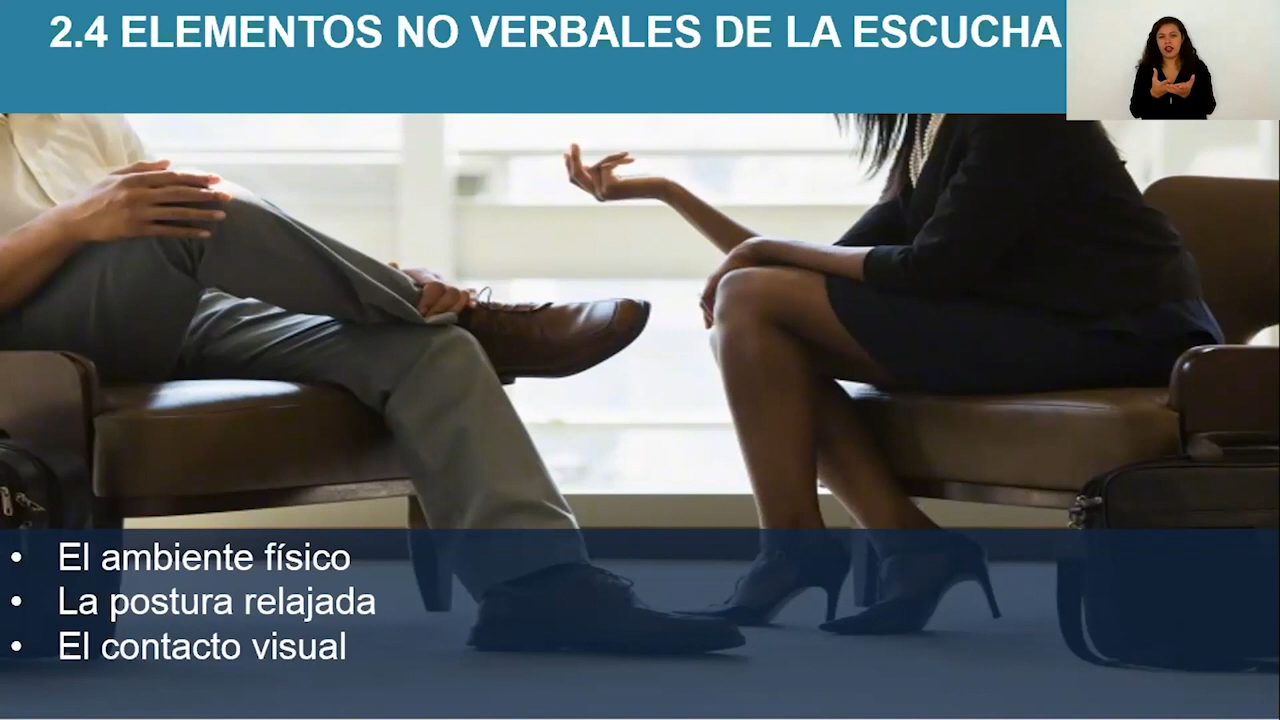 2.4 ELEMENTOS NO VERBALES DE LA ESCUCHA
• El ambiente físico
• La postura relajada
• El contacto visual